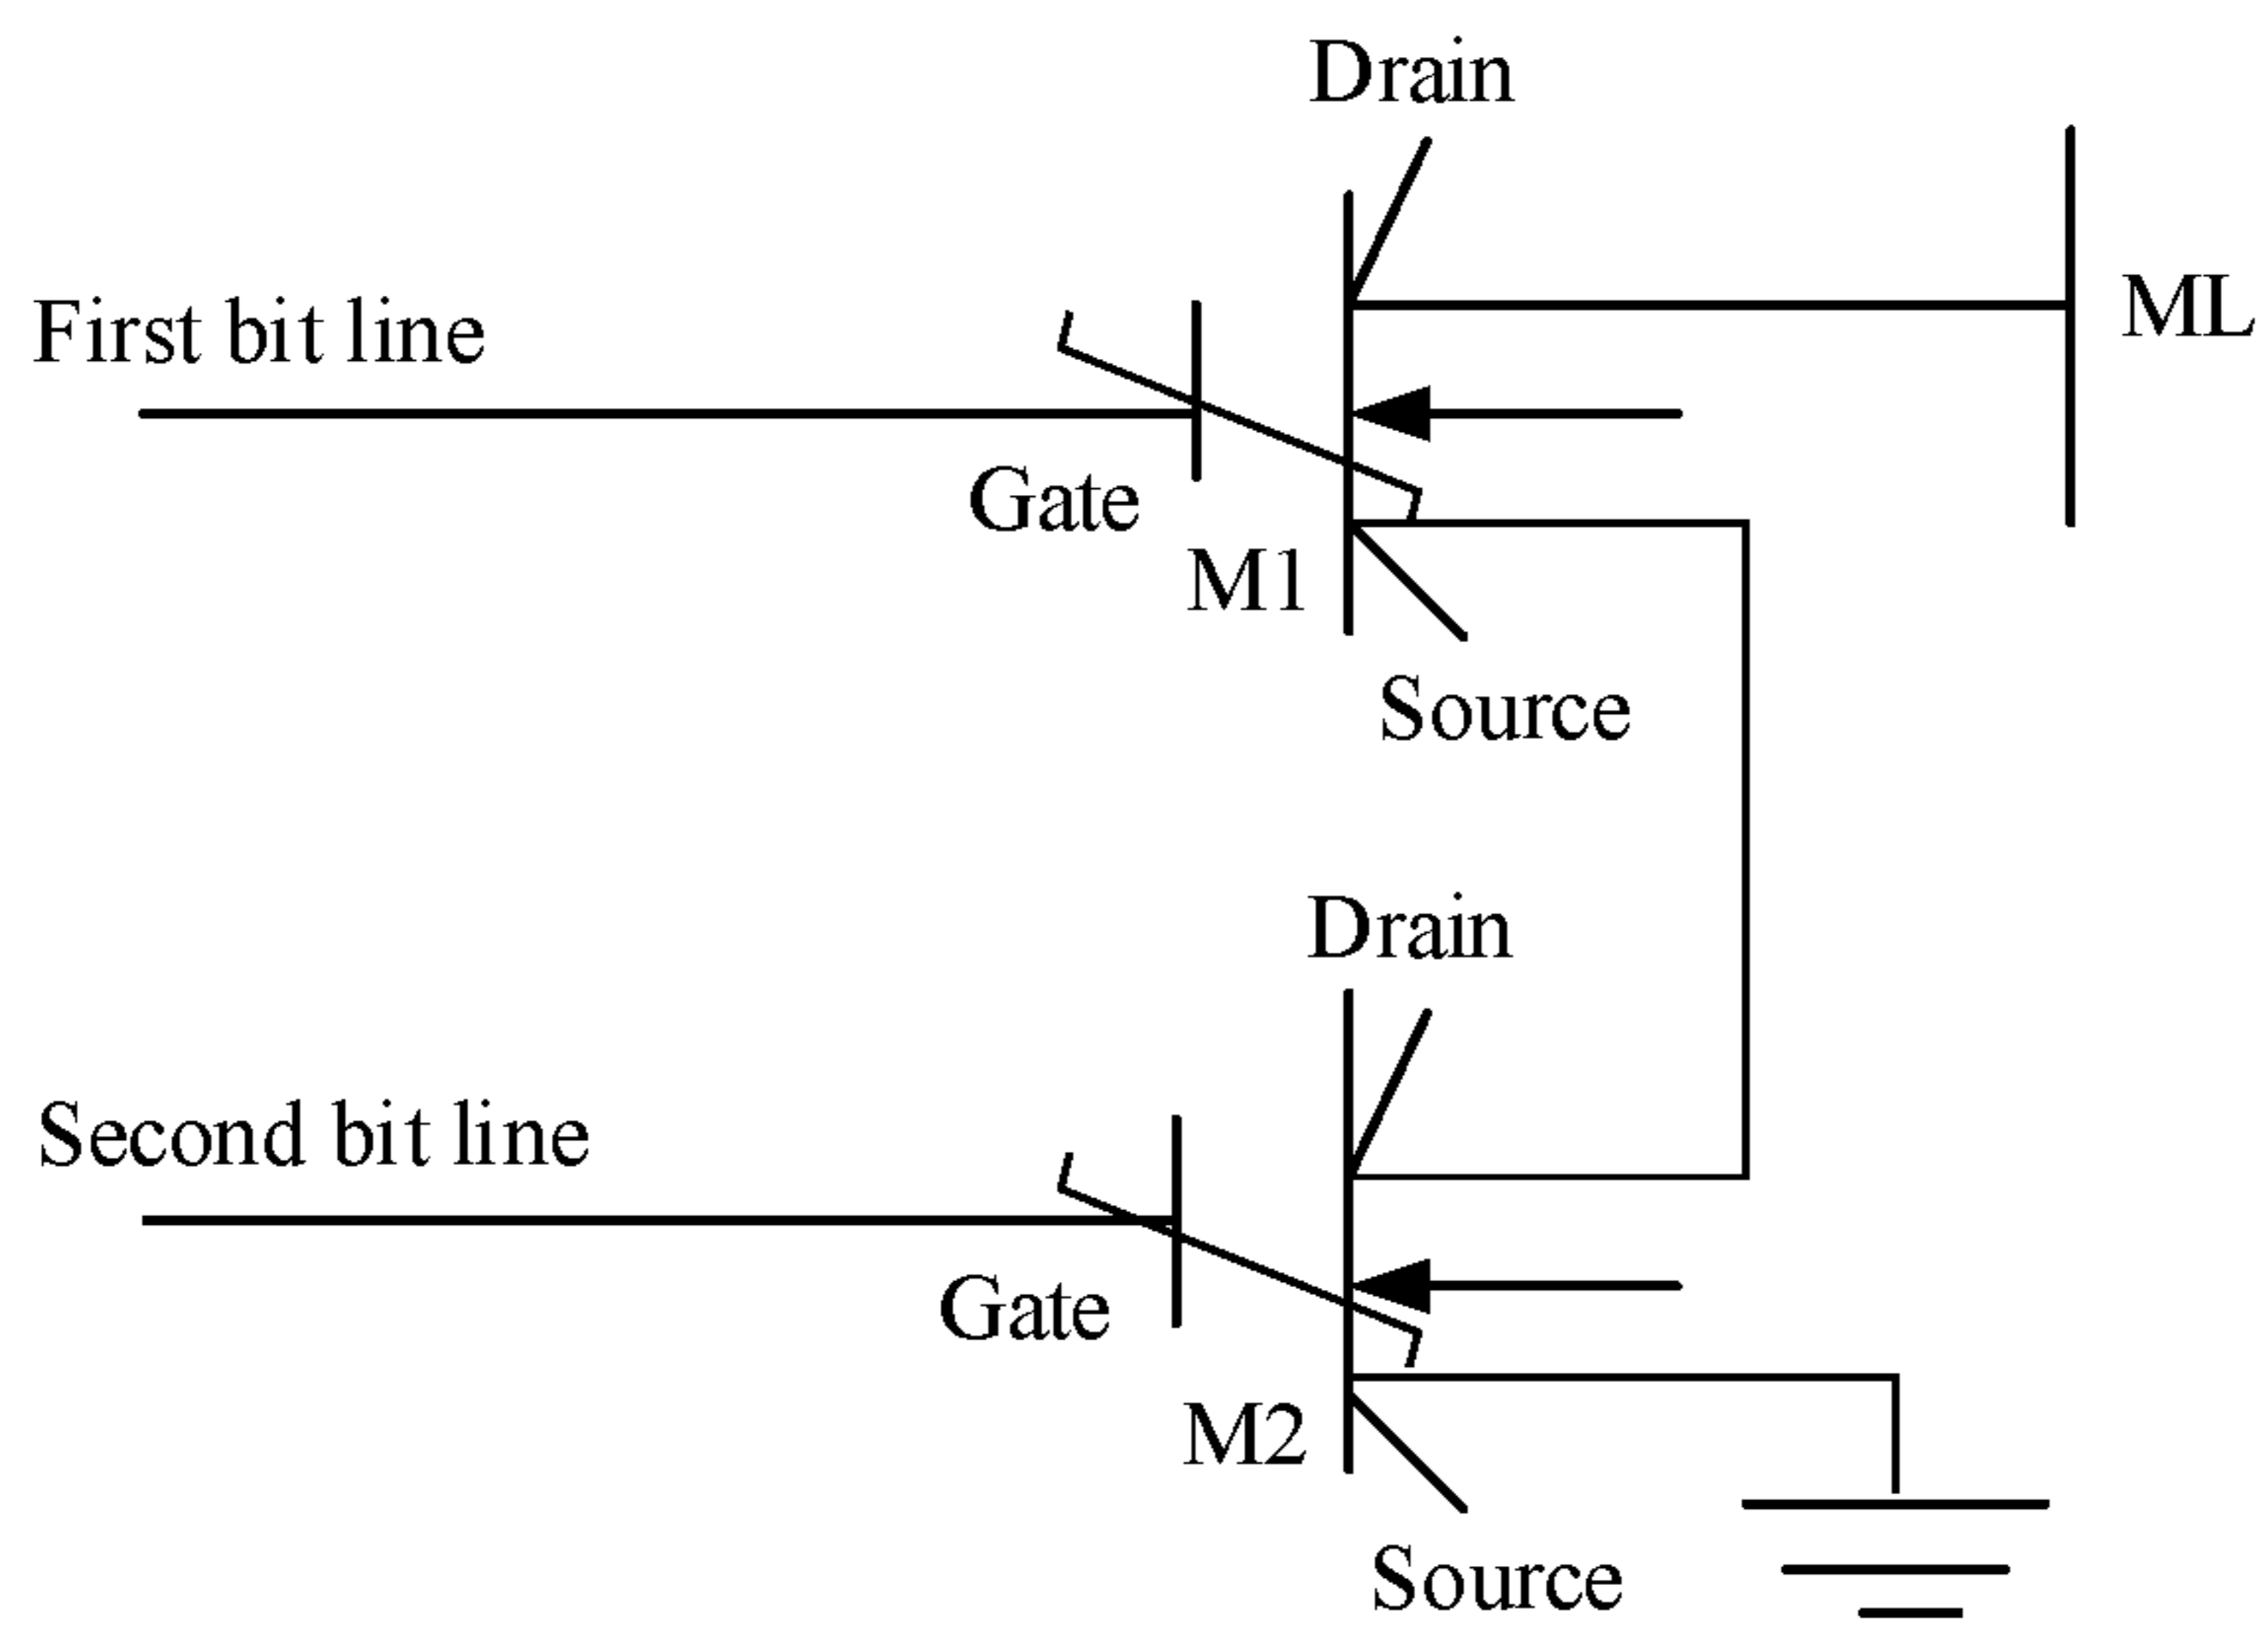 Drain
First bit line
ML
Gate
M1
Source
Drain
Second bit line
Gate
M2
Source